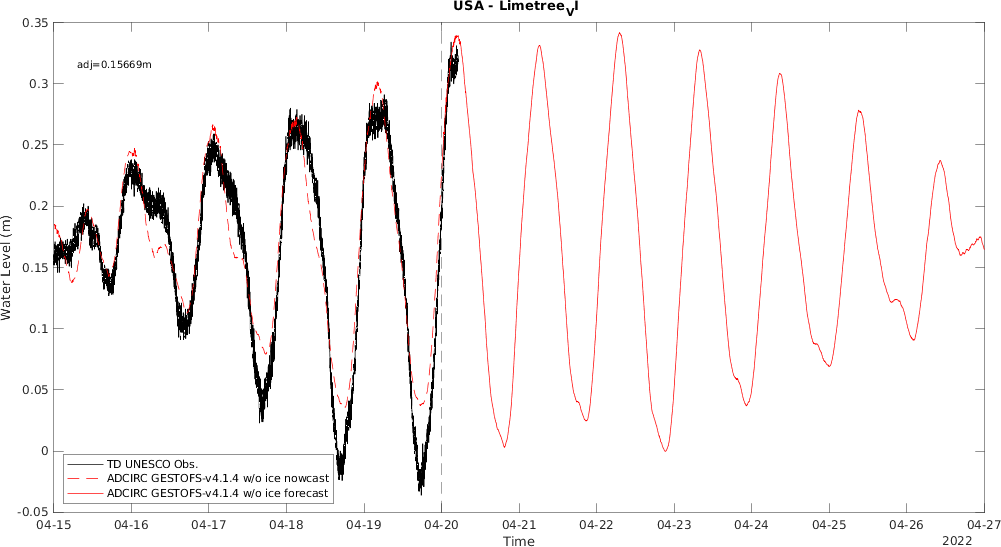 USA - Limetree_VI
0.35
adj=0.15669m
0.3
0.25
0.2
0.15
0.1
0.05
0
-0.05
Water Level (m)
TD UNESCO Obs.
ADCIRC GESTOFS-v4.1.4 w/o ice nowcast
ADCIRC GESTOFS-v4.1.4 w/o ice forecast
04-15 04-16 04-17 04-18 04-19 04-20 04-21 04-22 04-23 04-24 04-25 04-26 04-27
Time
2022